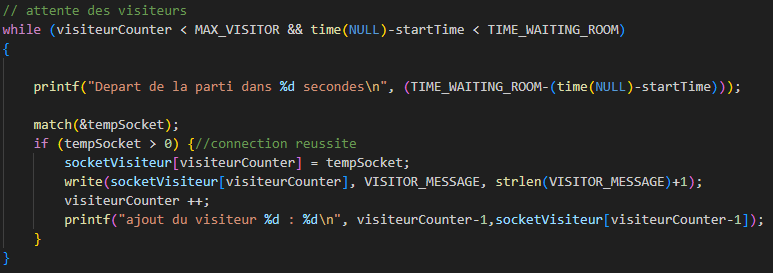 // attente des visiteurs
while (visiteurCounter < MAX_VISITOR && time(NULL)-startTime < TIME_WAITING_ROOM)
{
printf("Depart de la parti dans %d secondes\n", (TIME_WAITING_ROOM-(time(NULL)-startTime)));
match(&tempSocket);
if (tempSocket > 0) {//connection reussite
socketVisiteur[visiteurCounter] = tempSocket;
write(socketVisiteur[visiteurCounter], VISITOR_MESSAGE, strlen(VISITOR_MESSAGE)+1);
visiteurCounter ++;
printf("ajout du visiteur %d : %d\n", visiteurCounter-1,socketVisiteur[visiteurCounter-1]);
}
}